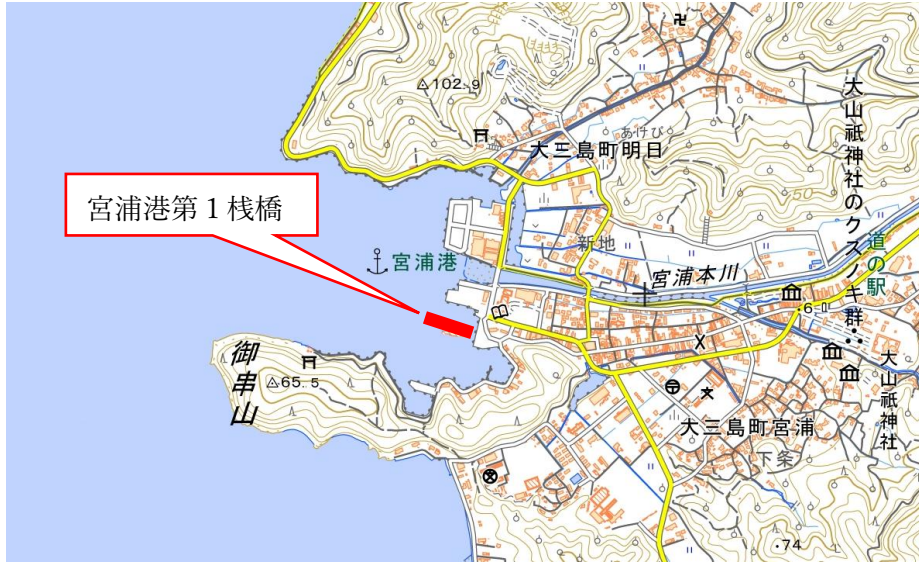 102.9
あけび
大三島町明日
宮浦港第1桟橋
新地
宮浦港
宮浦本川
大山祇神社のクスノキ群
道の駅
50
6
御串山
65.5
大山祇神社
大三島町宮浦
下条
74